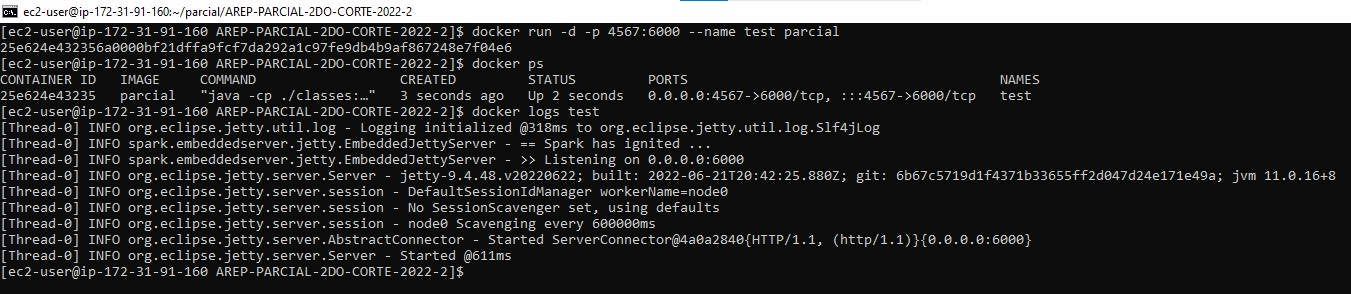 ec2-user@ip-172-31-91-160:~/parcial/AREP-PARCIAL-2DO-CORTE-2022-2
[ec2-user@ip-172-31-91-160 AREP-PARCIAL-2DO-CORTE-2022-2]$ docker run -d -p 4567:6000 --name test parcial
25e624e432356a0000bf21dffa9fcf7da292a1c97fe9db4b9af867248e7f04e6
[ec2-user@ip-172-31-91-160 AREP-PARCIAL-2DO-CORTE-2022-2]$ docker ps
CONTAINER ID   IMAGE     COMMAND                  CREATED         STATUS         PORTS                                       NAMES
25e624e43235   parcial   "java -cp ./classes:…"   3 seconds ago   Up 2 seconds   0.0.0.0:4567->6000/tcp, :::4567->6000/tcp   test
[ec2-user@ip-172-31-91-160 AREP-PARCIAL-2DO-CORTE-2022-2]$ docker logs test
[Thread-0] INFO org.eclipse.jetty.util.log - Logging initialized @318ms to org.eclipse.jetty.util.log.Slf4jLog
[Thread-0] INFO spark.embeddedserver.jetty.EmbeddedJettyServer - == Spark has ignited ...
[Thread-0] INFO spark.embeddedserver.jetty.EmbeddedJettyServer - >> Listening on 0.0.0.0:6000
[Thread-0] INFO org.eclipse.jetty.server.Server - jetty-9.4.48.v20220622; built: 2022-06-21T20:42:25.880Z; git: 6b67c5719d1f4371b33655ff2d047d24e171e49a; jvm 11.0.16+8
[Thread-0] INFO org.eclipse.jetty.server.session - DefaultSessionIdManager workerName=node0
[Thread-0] INFO org.eclipse.jetty.server.session - No SessionScavenger set, using defaults
[Thread-0] INFO org.eclipse.jetty.server.session - node0 Scavenging every 600000ms
[Thread-0] INFO org.eclipse.jetty.server.AbstractConnector - Started ServerConnector@4a0a2840{HTTP/1.1, (http/1.1)}{0.0.0.0:6000}
[Thread-0] INFO org.eclipse.jetty.server.Server - Started @611ms
[ec2-user@ip-172-31-91-160 AREP-PARCIAL-2DO-CORTE-2022-2]$